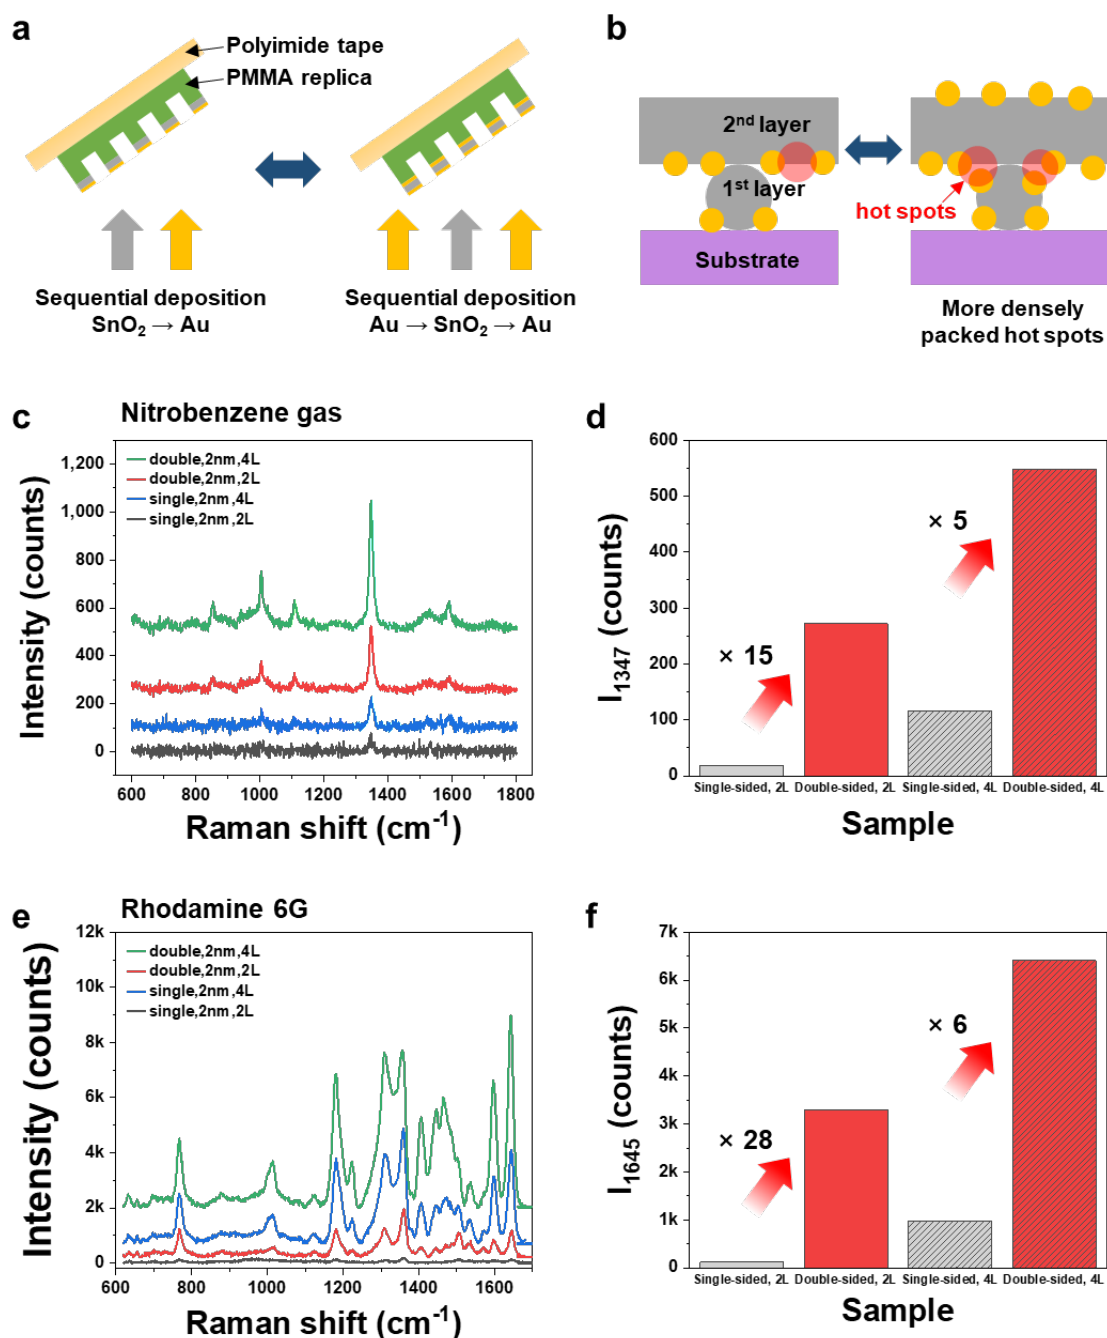 a
Polyimide tape
PMMA replica
Sequential deposition
SnO₂ → Au
Sequential deposition
Au → SnO₂ → Au
b
2nd layer
1st layer
hot spots
Substrate
More densely
packed hot spots
c
Nitrobenzene gas
double,2nm,4L
double,2nm,2L
single,2nm,4L
single,2nm,2L
Intensity (counts)
1,200
1,000
800
600
400
200
0
600 800 1000 1200 1400 1600 1800
Raman shift (cm⁻¹)
d
I₁₃₄₇ (counts)
600
500
400
300
200
100
0
× 15
× 5
Single-sided, 2L Double-sided, 2L Single-sided, 4L Double-sided, 4L
Sample
e
Rhodamine 6G
double,2nm,4L
double,2nm,2L
single,2nm,4L
single,2nm,2L
Intensity (counts)
12k
10k
8k
6k
4k
2k
0
600 800 1000 1200 1400 1600
Raman shift (cm⁻¹)
f
I₁₆₄₅ (counts)
7k
6k
5k
4k
3k
2k
1k
0
× 28
× 6
Single-sided, 2L Double-sided, 2L Single-sided, 4L Double-sided, 4L
Sample